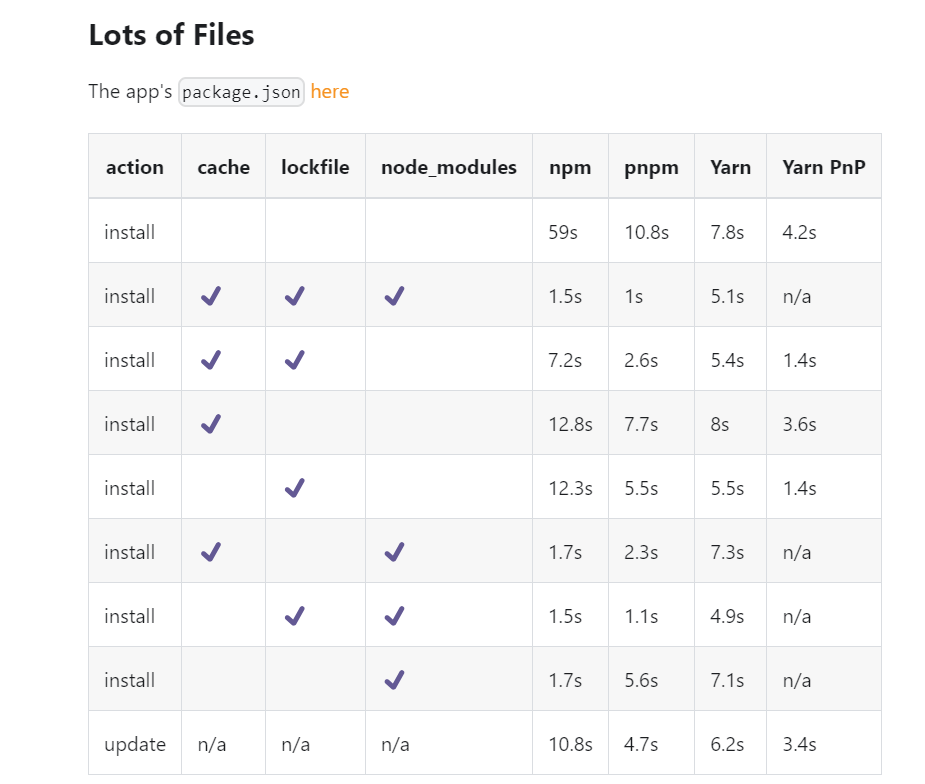 Lots of Files
The app's package.json here
action cache lockfile node_modules npm pnpm Yarn Yarn PnP
install 59s 10.8s 7.8s 4.2s
install ✔ ✔ ✔ 1.5s 1s 5.1s n/a
install ✔ ✔ 7.2s 2.6s 5.4s 1.4s
install ✔ 12.8s 7.7s 8s 3.6s
install ✔ 12.3s 5.5s 5.5s 1.4s
install ✔ ✔ 1.7s 2.3s 7.3s n/a
install ✔ ✔ 1.5s 1.1s 4.9s n/a
install ✔ 1.7s 5.6s 7.1s n/a
update n/a n/a n/a 10.8s 4.7s 6.2s 3.4s